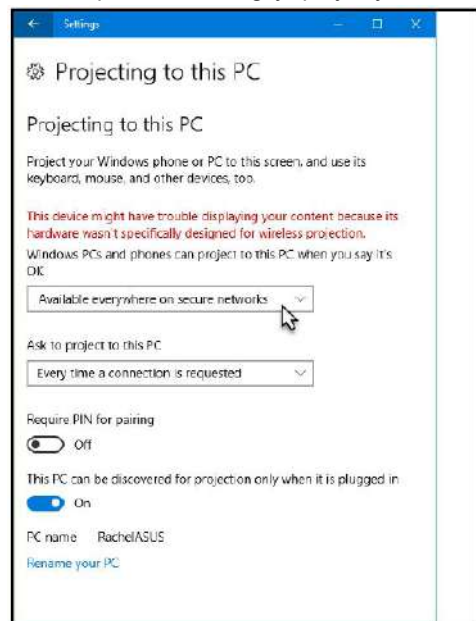 Settings
Projecting to this PC
Projecting to this PC
Project your Windows phone or PC to this screen, and use its
keyboard, mouse, and other devices, too.
This device might have trouble displaying your content because its
hardware wasn't specifically designed for wireless projection.
Windows PCs and phones can project to this PC when you say it's
OK
Available everywhere on secure networks
Ask to project to this PC
Every time a connection is requested
Require PIN for pairing
Off
This PC can be discovered for projection only when it is plugged in
On
PC name RachelASUS
Rename your PC